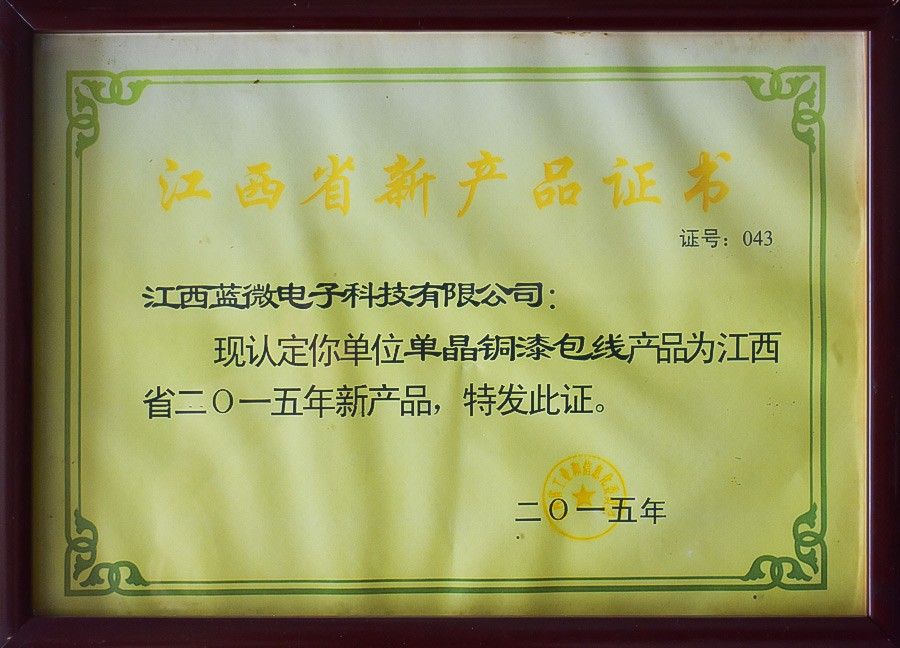 江西省新产品证书
证号：043
江西蓝微电子科技有限公司：
现认定你单位单晶铜漆包线产品为江西
省二〇一五年新产品，特发此证。
二〇一五年